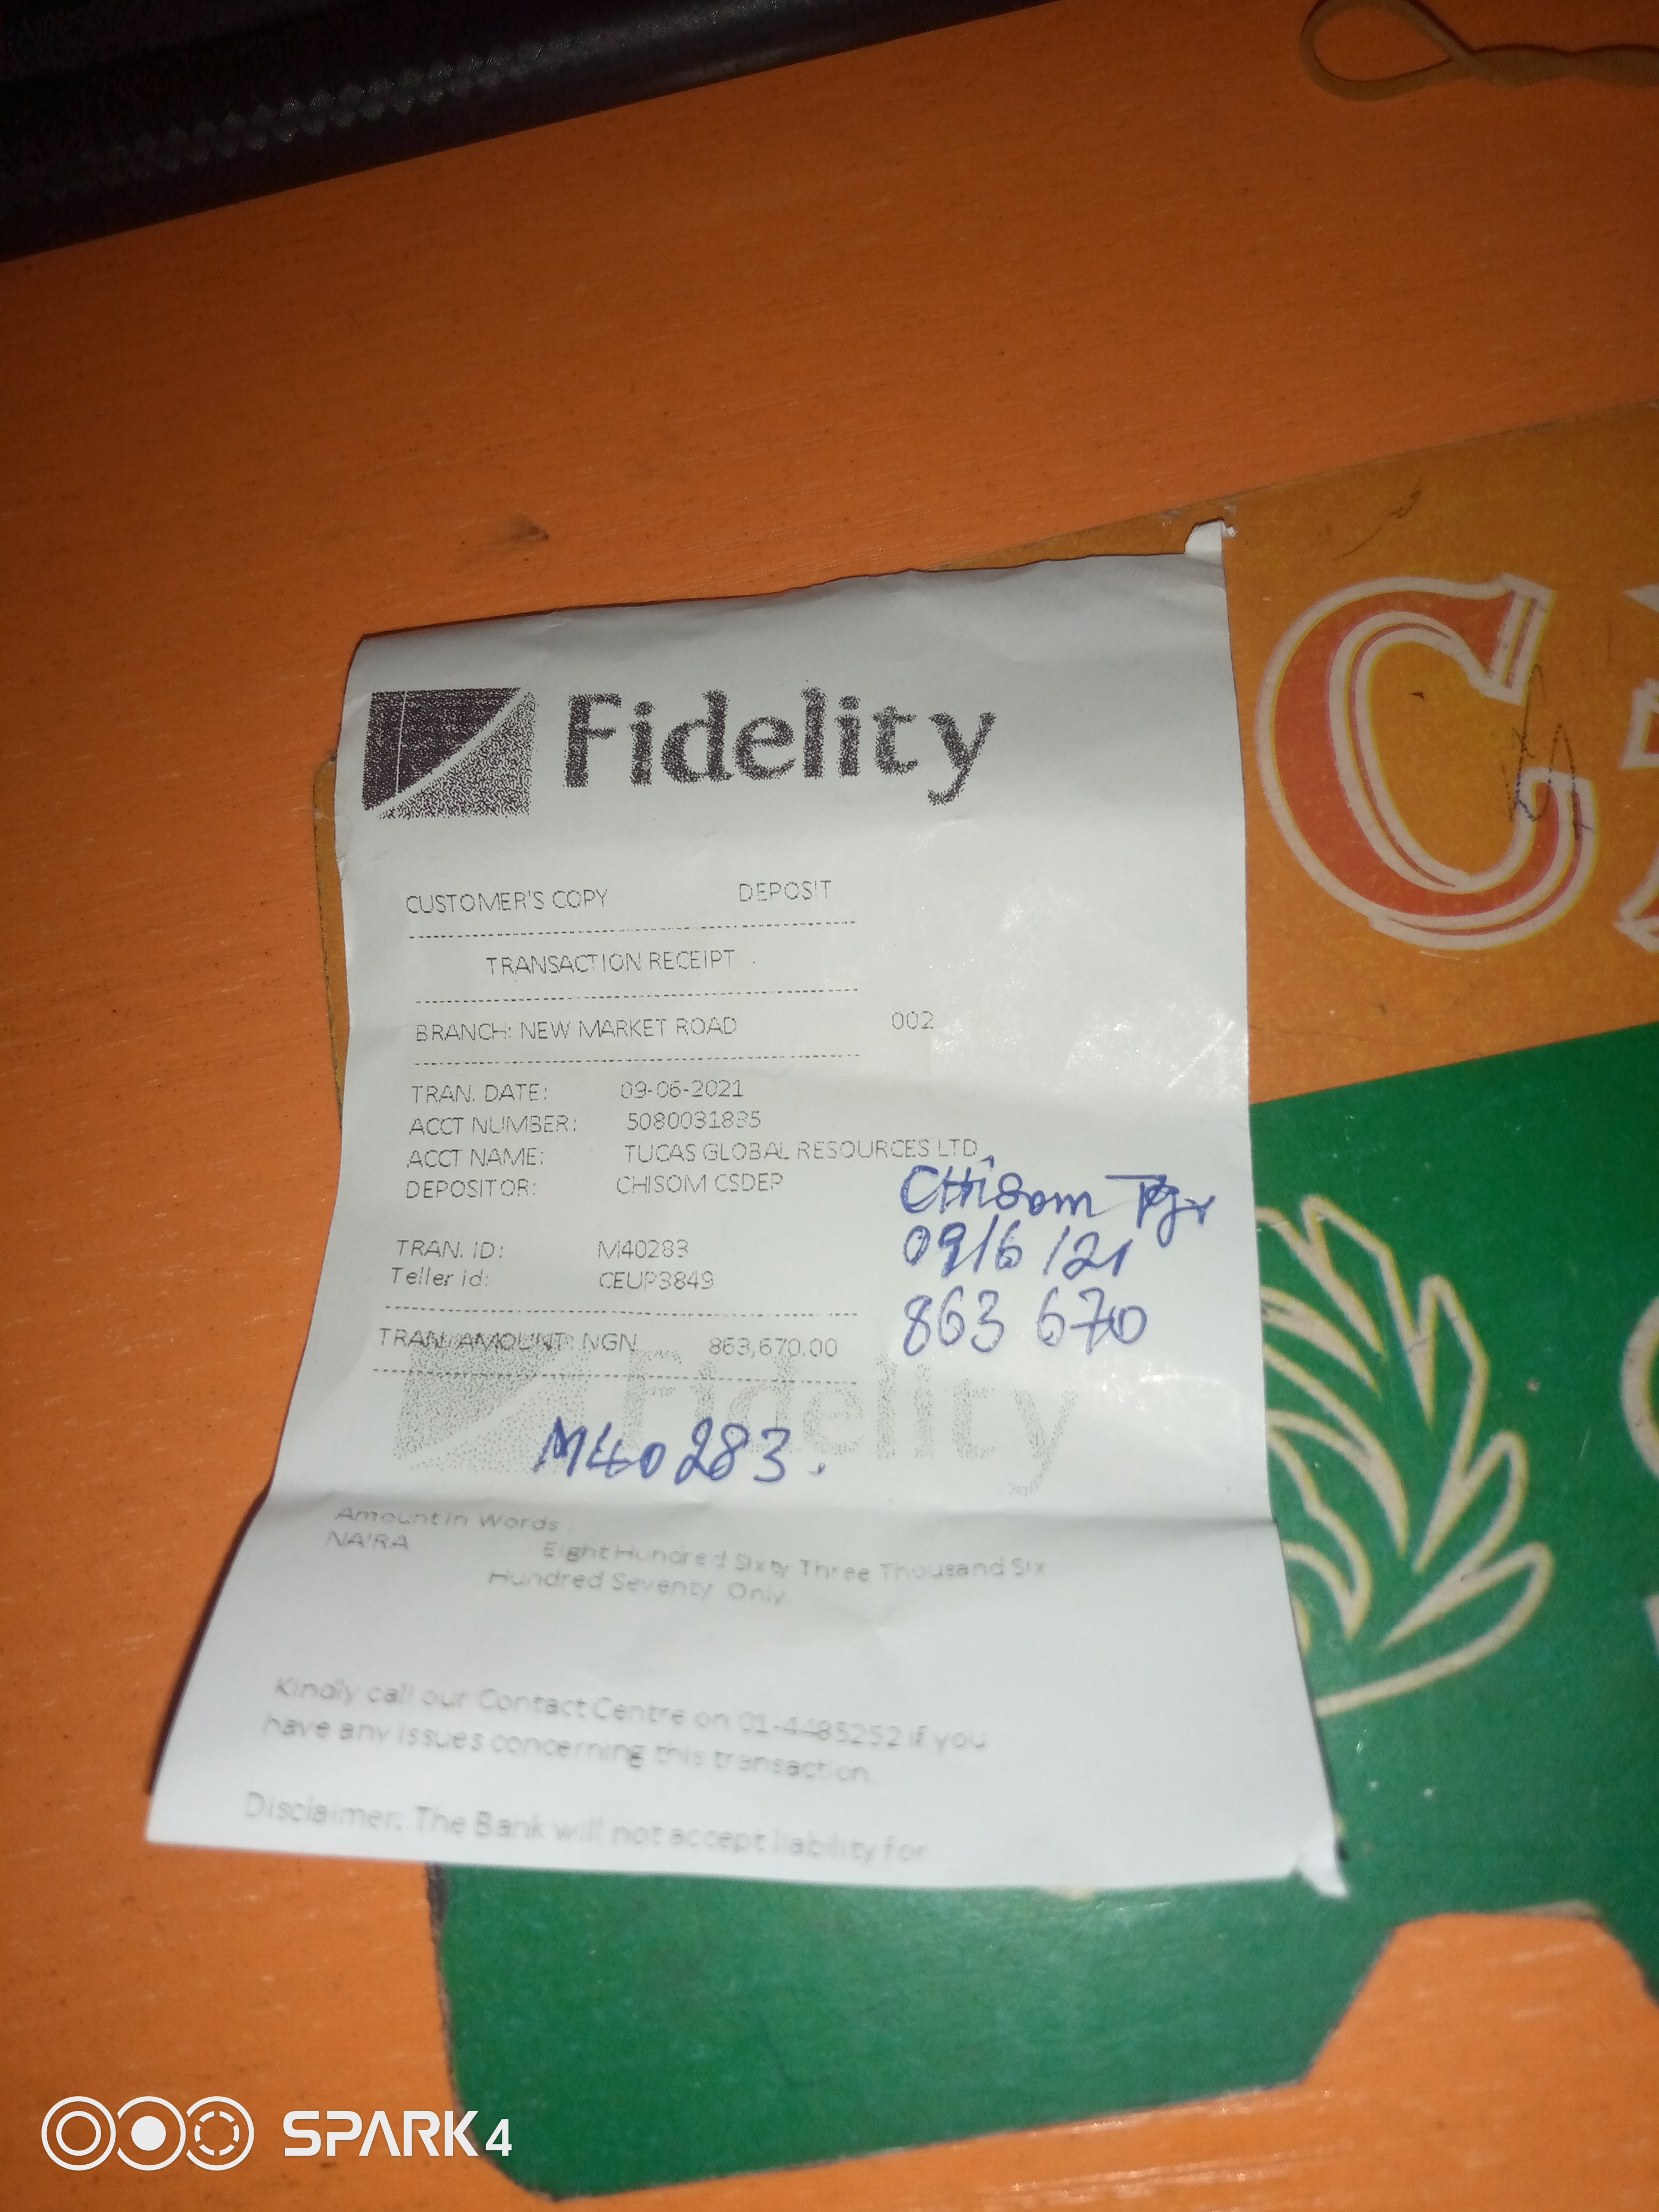 Fidelity
CUSTOMER'S COPY DEPOSIT
TRANSACTION RECEIPT
BRANCH: NEW MARKET ROAD 002
TRAN. DATE: 09-06-2021
ACCT NUMBER: 5080031835
ACCT NAME: TUCAS GLOBAL RESOURCES LTD
DEPOSITOR: CHISOM CSDEP
CHisom
09/6/21
863 670
TRAN. ID: M40283
Teller id: CEUP3849
TRAN. AMOUNT: NGN 863,670.00
Fidelity
M40283.
Amount in Words
NAIRA Eight Hundred Sixty Three Thousand Six
Hundred Seventy Only
Kindly call our Contact Centre on 01-4485252 if you
have any issues concerning this transaction.
Disclaimer: The Bank will not accept liability for
C
SPARK 4